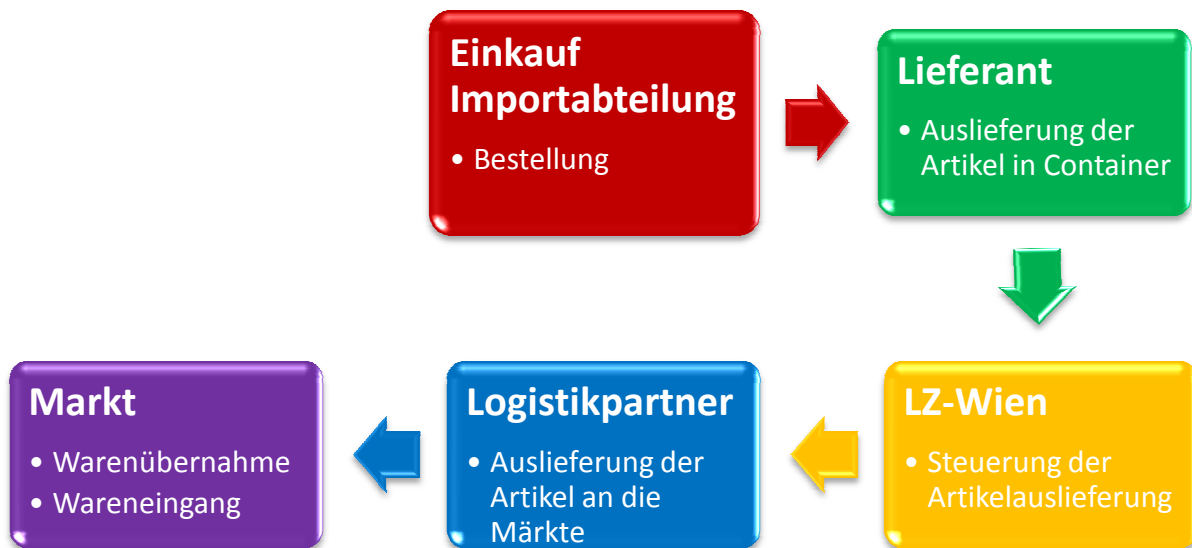 Einkauf
Importabteilung
• Bestellung
Lieferant
• Auslieferung der
Artikel in Container
LZ-Wien
• Steuerung der
Artikelauslieferung
Logistikpartner
• Auslieferung der
Artikel an die
Märkte
Markt
• Warenübernahme
• Wareneingang